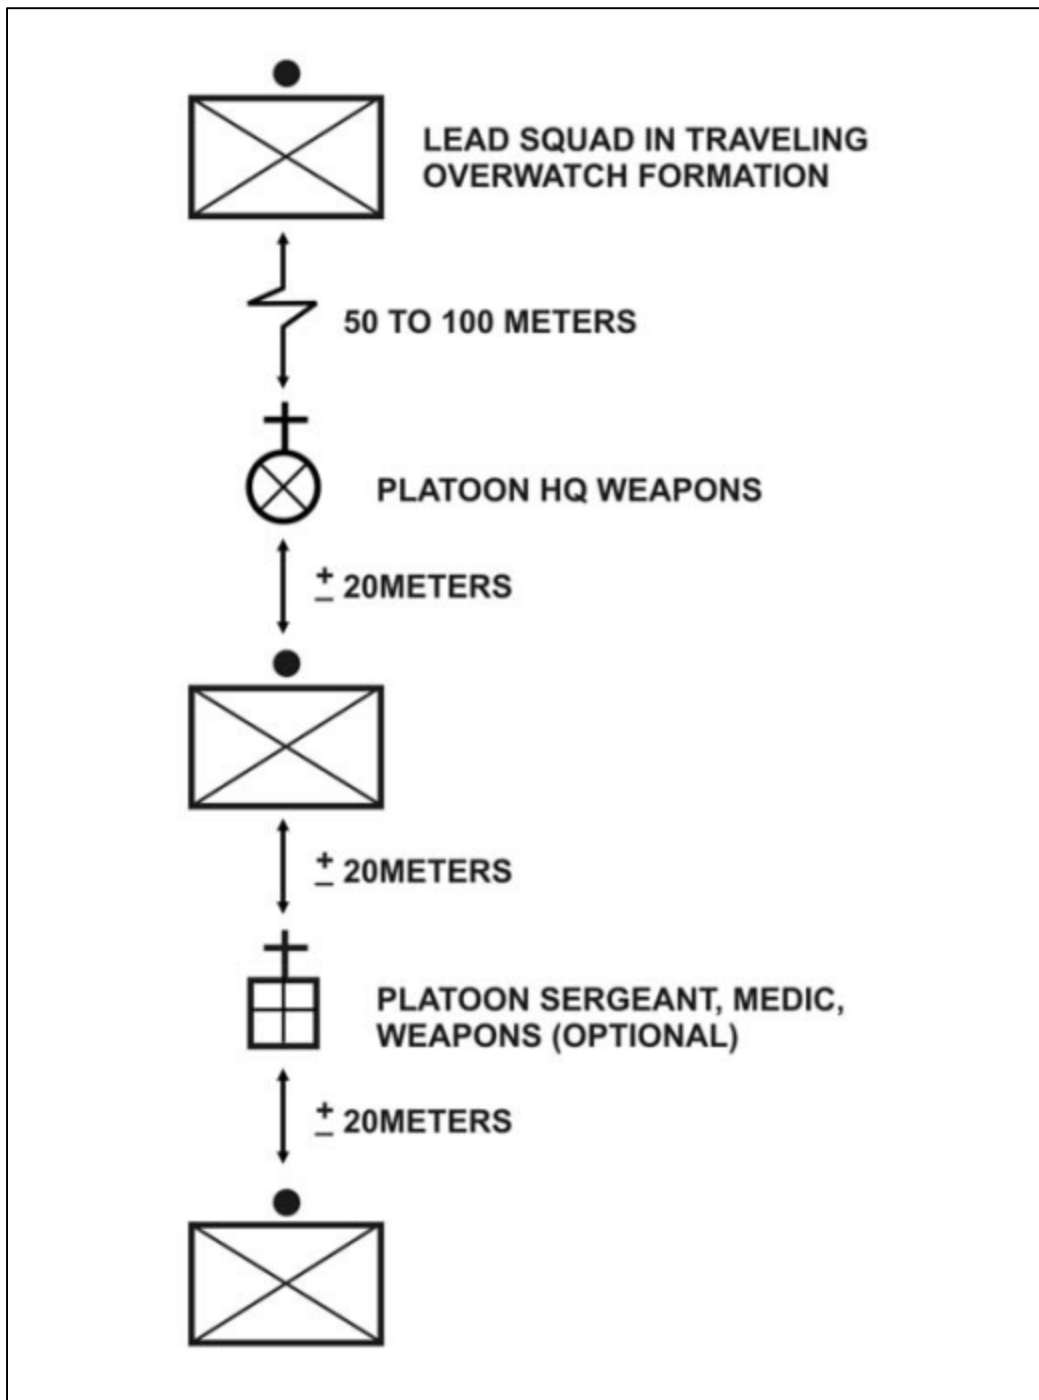 LEAD SQUAD IN TRAVELING
OVERWATCH FORMATION
50 TO 100 METERS
PLATOON HQ WEAPONS
± 20METERS
± 20METERS
PLATOON SERGEANT, MEDIC,
WEAPONS (OPTIONAL)
± 20METERS